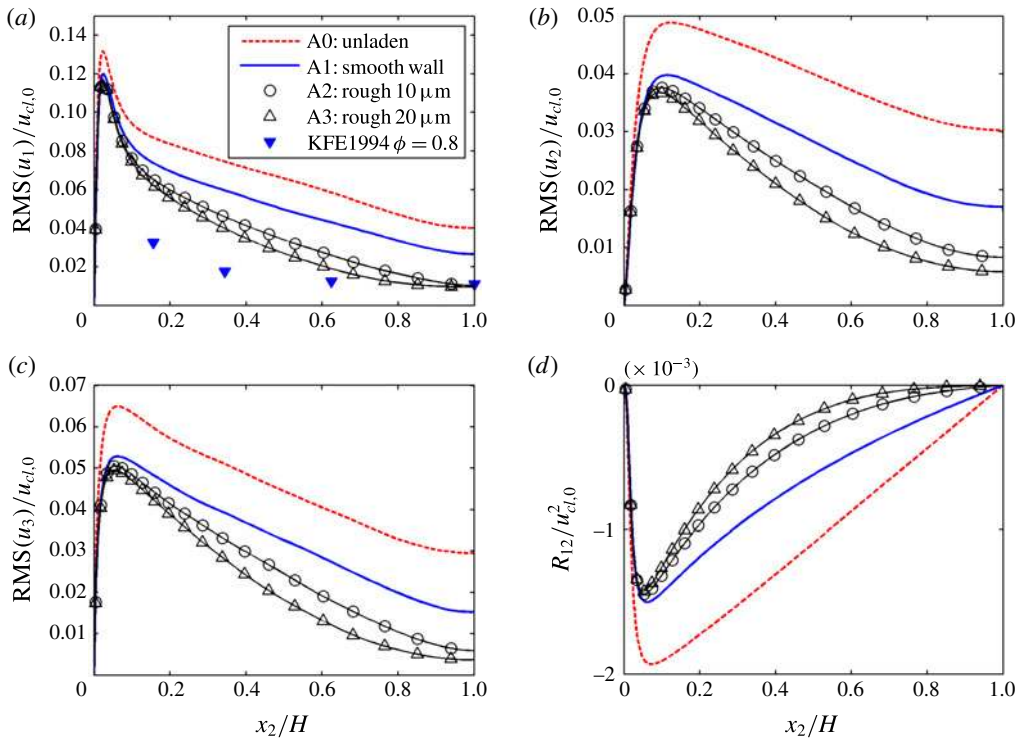 (a)
0.14
0.12
0.10
0.08
0.06
0.04
0.02
RMS(u₁)/u_cl,0
A0: unladen
A1: smooth wall
A2: rough 10 μm
A3: rough 20 μm
KFE1994 ϕ = 0.8
0 0.2 0.4 0.6 0.8 1.0
(b)
0.05
0.04
0.03
0.02
0.01
RMS(u₂)/u_cl,0
0 0.2 0.4 0.6 0.8 1.0
(c)
0.07
0.06
0.05
0.04
0.03
0.02
0.01
RMS(u₃)/u_cl,0
0 0.2 0.4 0.6 0.8 1.0
x₂/H
(d)
(× 10⁻³)
0
−1
−2
R₁₂/u²_cl,0
0 0.2 0.4 0.6 0.8 1.0
x₂/H